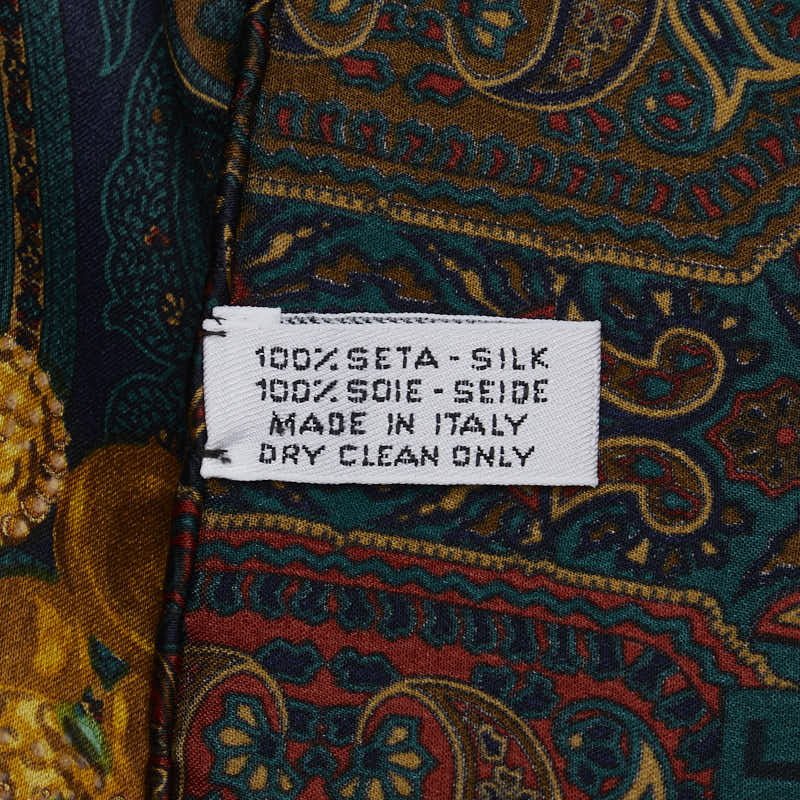 100% SETA - SILK
100% SOIE - SEIDE
MADE IN ITALY
DRY CLEAN ONLY